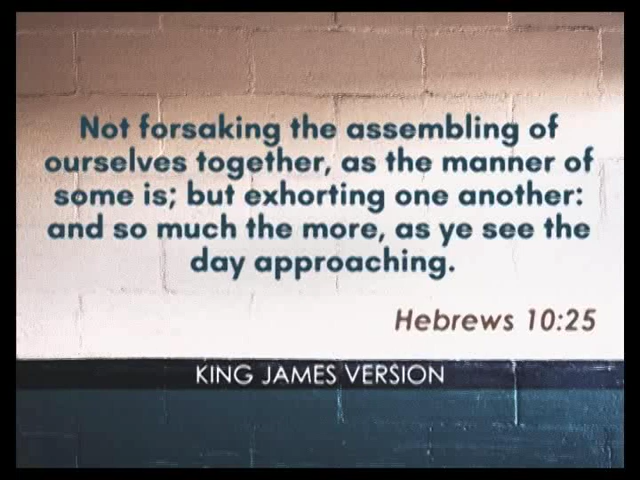 Not forsaking the assembling of
ourselves together, as the manner of
some is; but exhorting one another:
and so much the more, as ye see the
day approaching.
Hebrews 10:25
KING JAMES VERSION